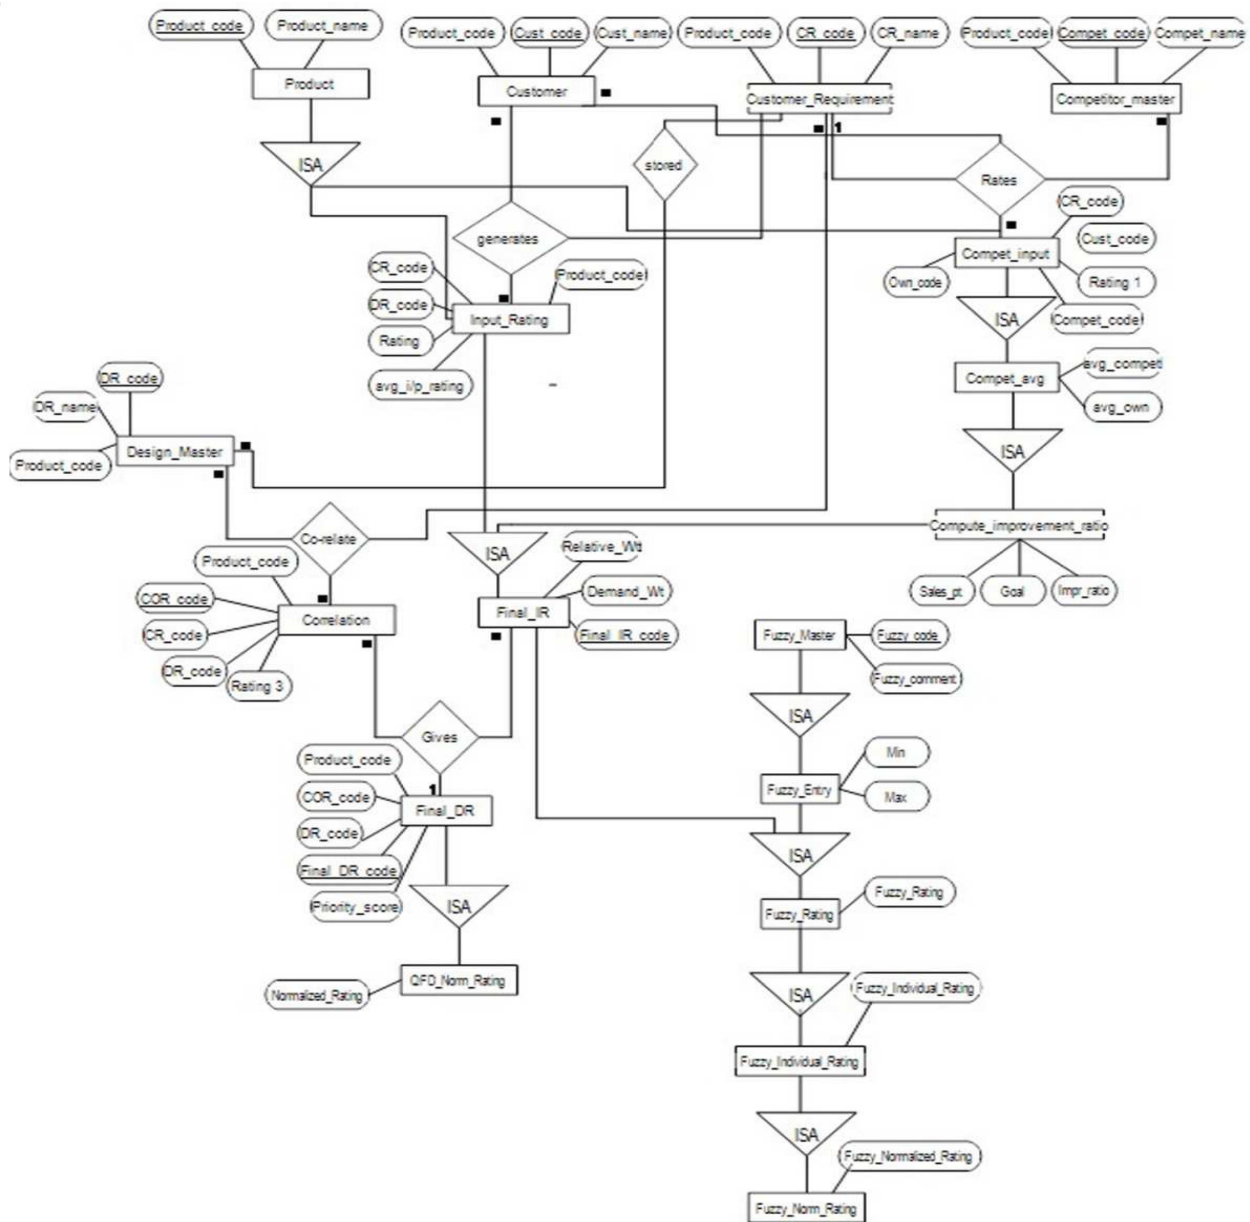 Product_code
Product_name
Product_code
Cust_code
Cust_name
Product_code
CR_code
CR_name
Product_code
Compet_code
Compet_name
Product
Customer
Customer_Requirement
Competitor_master
1
ISA
stored
Rates
generates
CR_code
Cust_code
Compet_input
Own_code
Rating 1
Compet_code
CR_code
Product_code
DR_code
Input_Rating
Rating
avg_i/p_rating
ISA
Compet_avg
avg_competi
avg_own
DR_code
DR_name
Design_Master
Product_code
ISA
Compute_improvement_ratio
Co-relate
ISA
Relative_Wt
Product_code
Demand_Wt
Sales_pt
Goal
Impr_ratio
COR_code
Correlation
Final_IR
Final_IR_code
CR_code
DR_code
Rating 3
Fuzzy_Master
Fuzzy_code
Fuzzy_comment
ISA
Gives
Product_code
1
Min
COR_code
Final_DR
Fuzzy_Entry
Max
DR_code
Final_DR_code
ISA
Priority_score
ISA
Fuzzy_Rating
Fuzzy_Rating
QFD_Norm_Rating
Normalized_Rating
ISA
Fuzzy_Individual_Rating
Fuzzy_Individual_Rating
ISA
Fuzzy_Normalized_Rating
Fuzzy_Norm_Rating